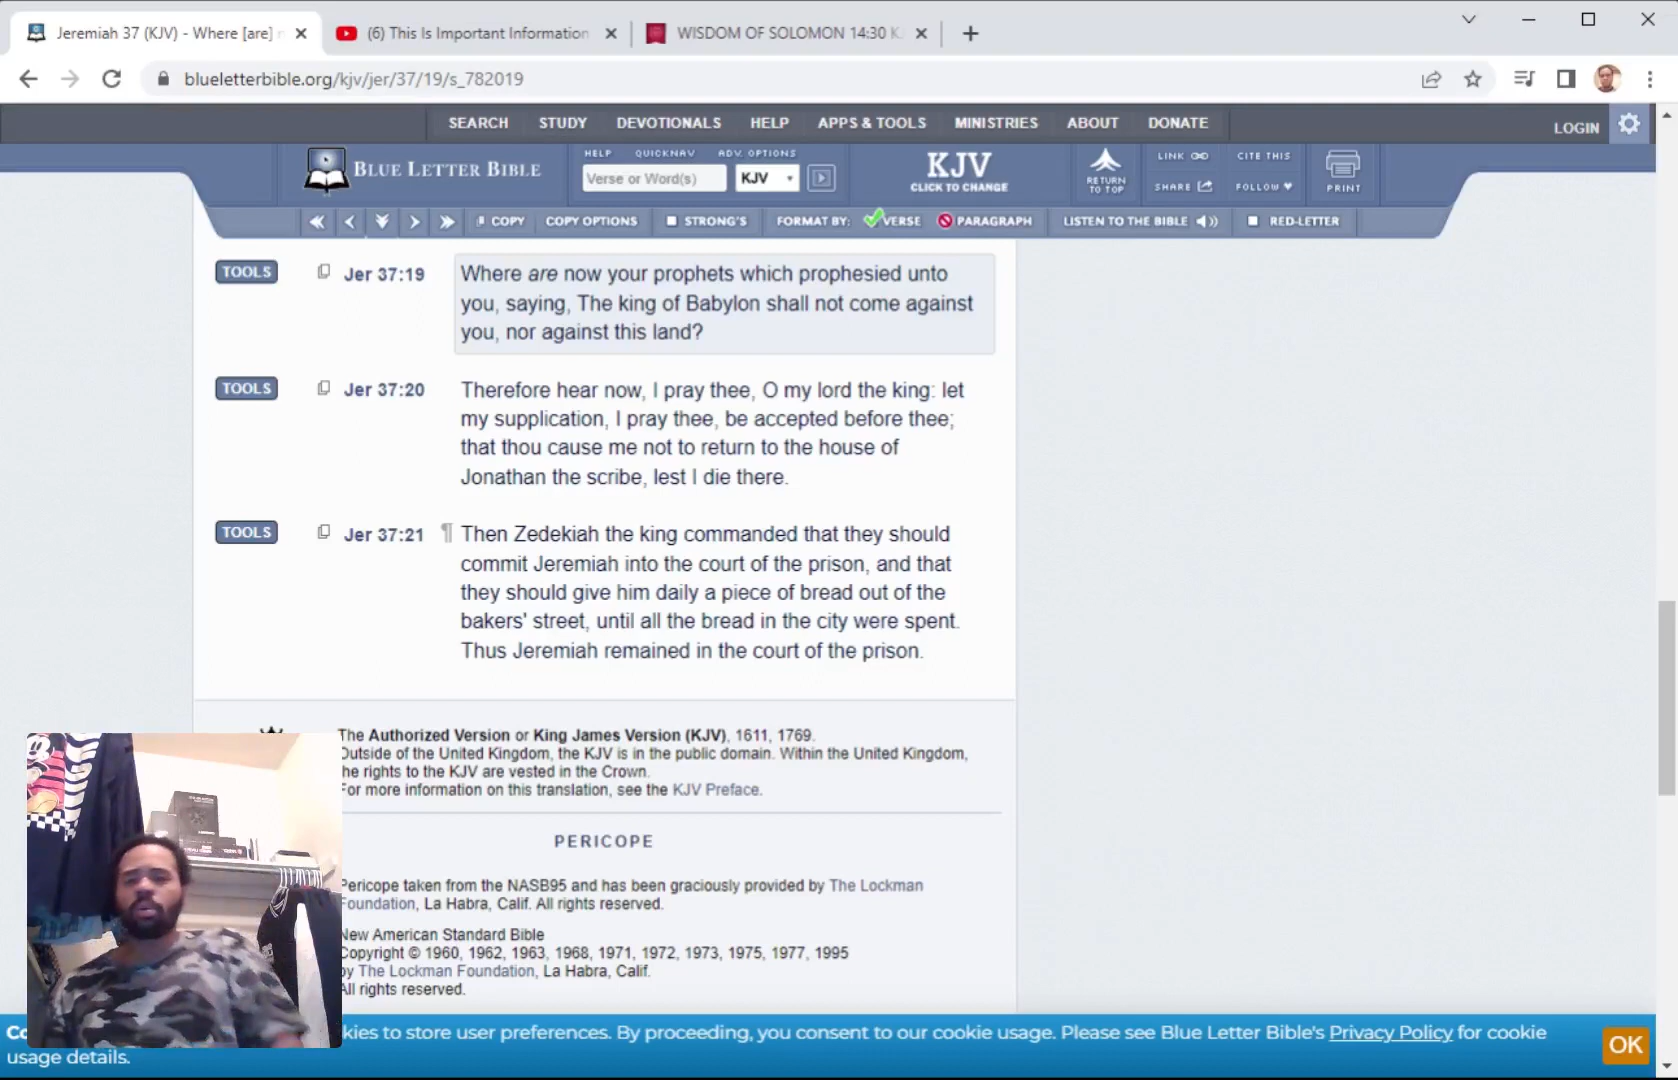 Jeremiah 37 (KJV) - Where [are]
(6) This Is Important Information
WISDOM OF SOLOMON 14:30
blueletterbible.org/kjv/jer/37/19/s_782019
SEARCH STUDY DEVOTIONALS HELP APPS & TOOLS MINISTRIES ABOUT DONATE
LOGIN
BLUE LETTER BIBLE
HELP QUICKNAV ADV. OPTIONS
Verse or Word(s)
KJV
KJV
CLICK TO CHANGE
RETURN
TO TOP
LINK
CITE THIS
SHARE
FOLLOW
PRINT
COPY COPY OPTIONS STRONG'S FORMAT BY: VERSE PARAGRAPH LISTEN TO THE BIBLE RED-LETTER
TOOLS Jer 37:19 Where are now your prophets which prophesied unto
you, saying, The king of Babylon shall not come against
you, nor against this land?
TOOLS Jer 37:20 Therefore hear now, I pray thee, O my lord the king: let
my supplication, I pray thee, be accepted before thee;
that thou cause me not to return to the house of
Jonathan the scribe, lest I die there.
TOOLS Jer 37:21 ¶ Then Zedekiah the king commanded that they should
commit Jeremiah into the court of the prison, and that
they should give him daily a piece of bread out of the
bakers' street, until all the bread in the city were spent.
Thus Jeremiah remained in the court of the prison.
The Authorized Version or King James Version (KJV), 1611, 1769.
Outside of the United Kingdom, the KJV is in the public domain. Within the United Kingdom,
the rights to the KJV are vested in the Crown.
For more information on this translation, see the KJV Preface.
PERICOPE
Pericope taken from the NASB95 and has been graciously provided by The Lockman
Foundation, La Habra, Calif. All rights reserved.
New American Standard Bible
Copyright © 1960, 1962, 1963, 1968, 1971, 1972, 1973, 1975, 1977, 1995
by The Lockman Foundation, La Habra, Calif.
All rights reserved.
kies to store user preferences. By proceeding, you consent to our cookie usage. Please see Blue Letter Bible's Privacy Policy for cookie
usage details.
OK